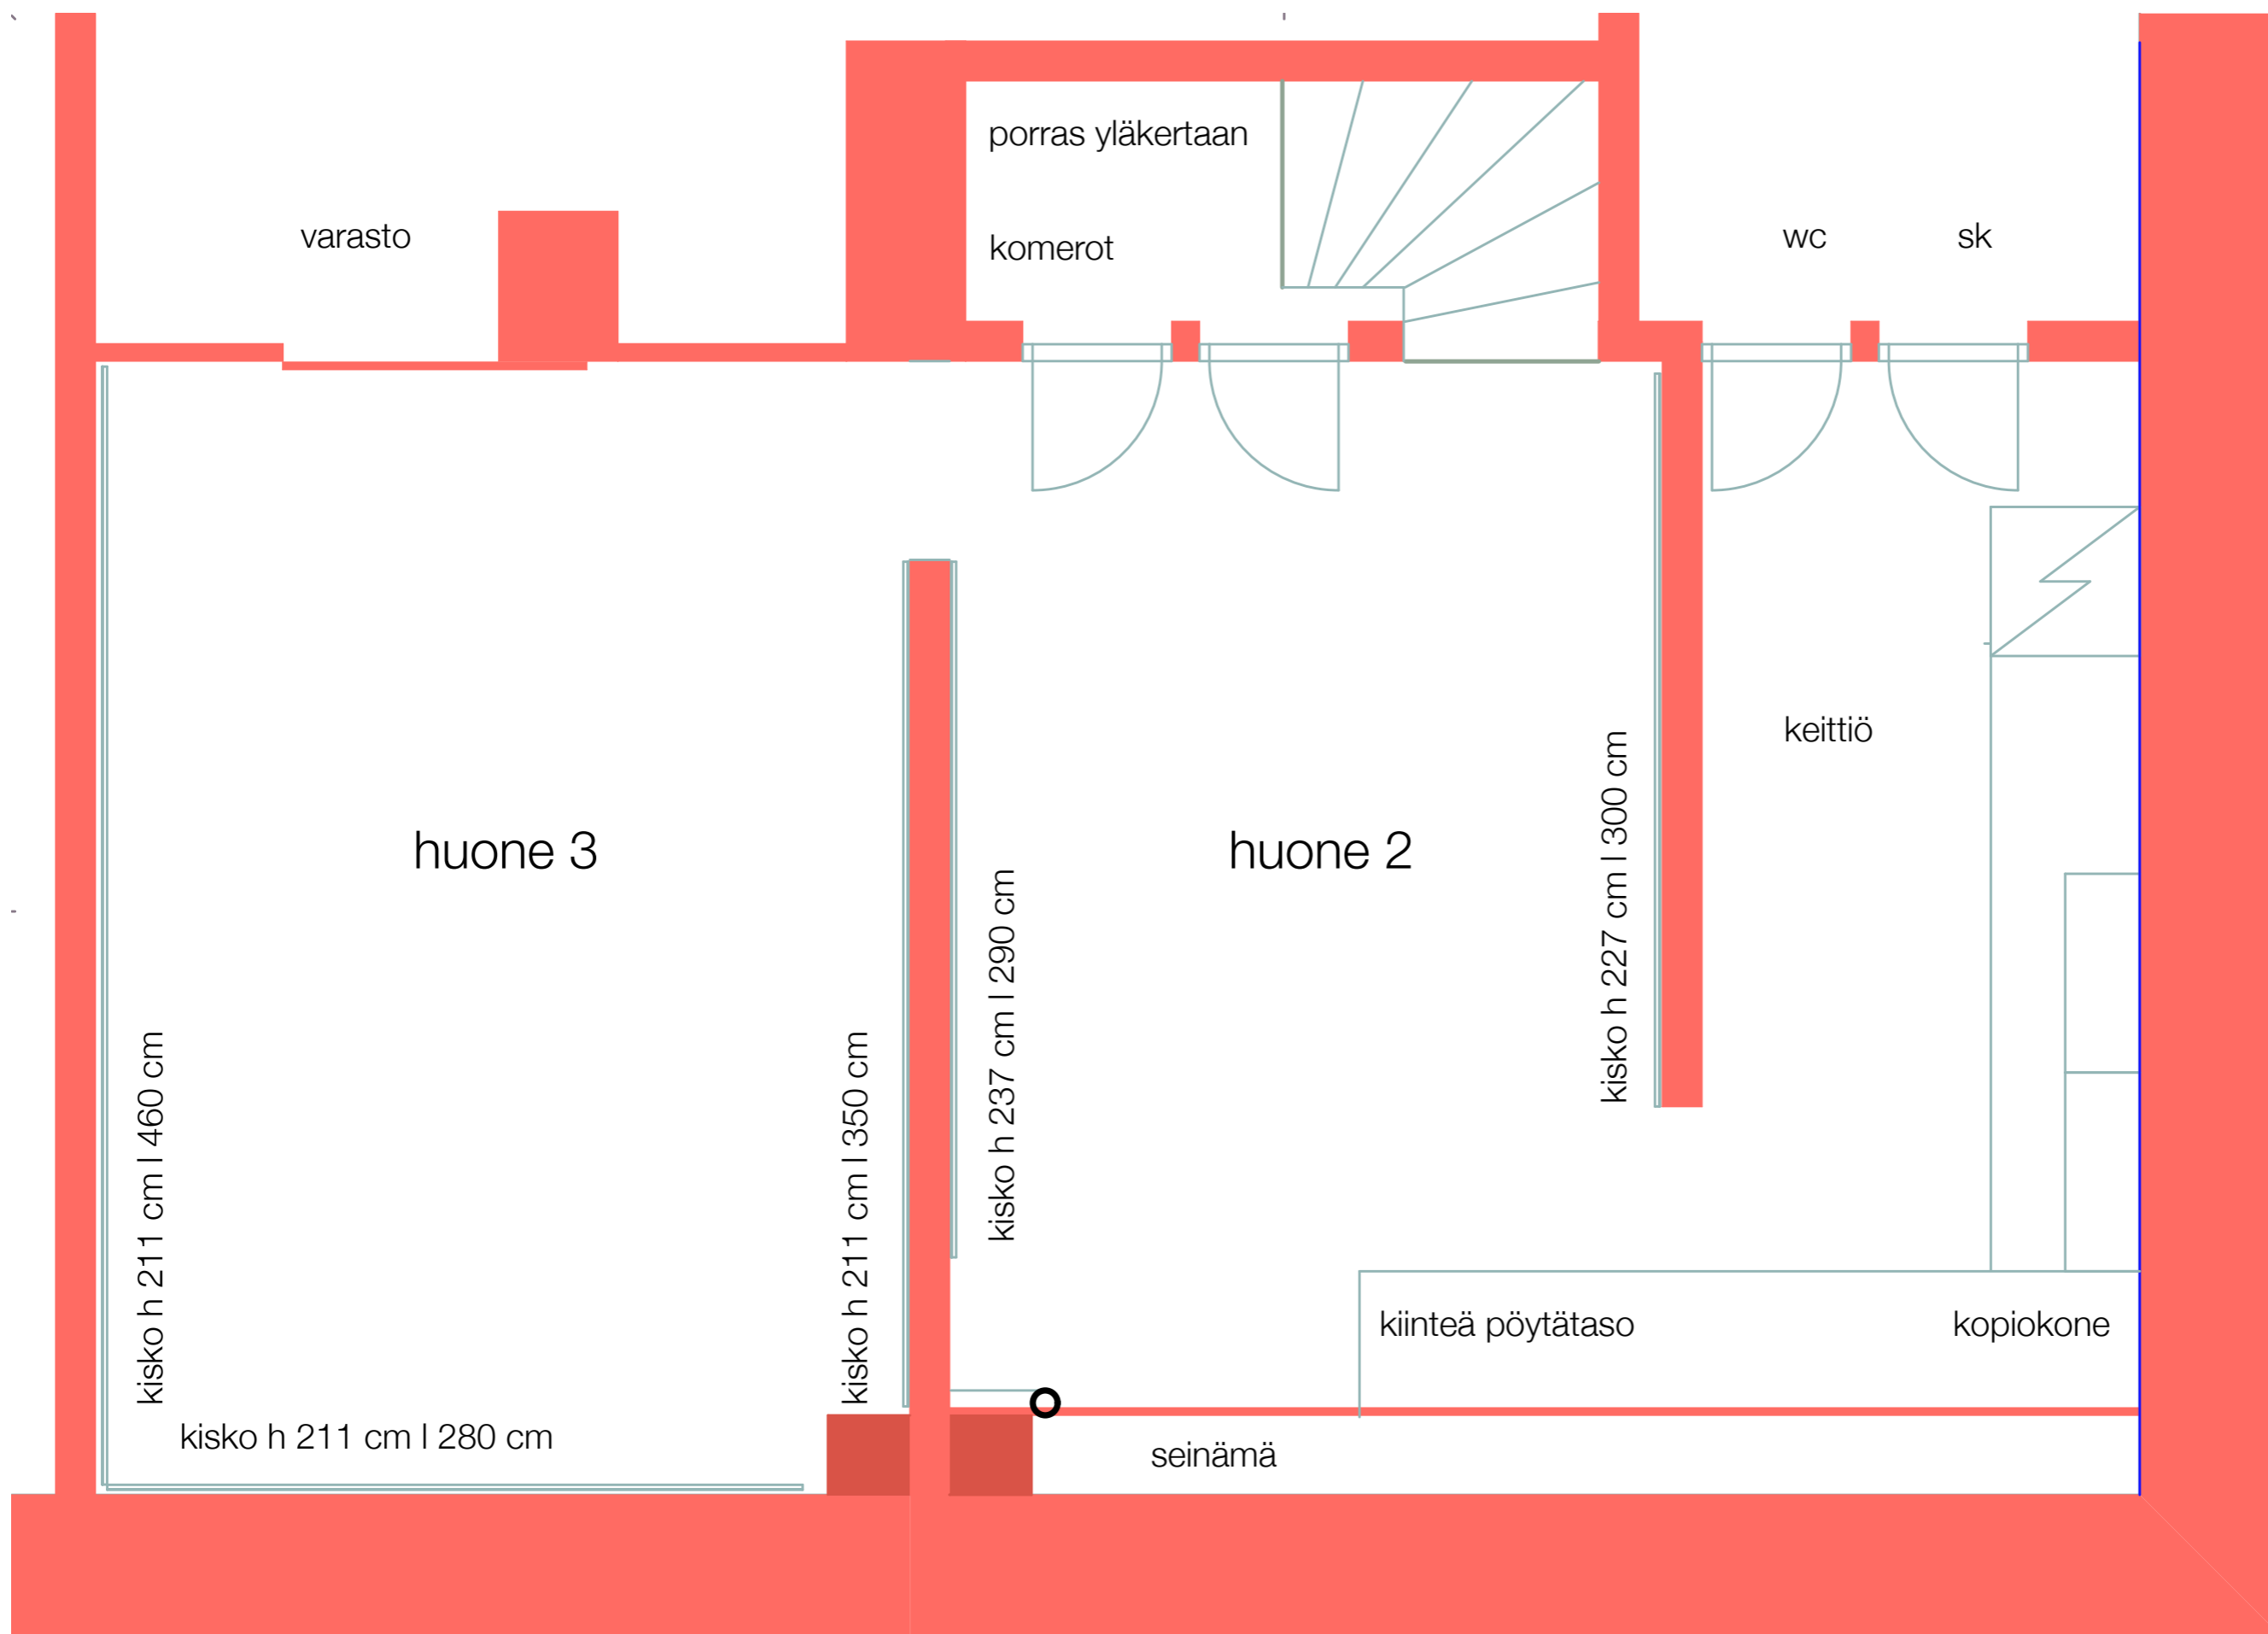 porras yläkertaan
komerot
varasto
wc
sk
keittiö
huone 3
huone 2
kisko h 211 cm l 460 cm
kisko h 211 cm l 350 cm
kisko h 237 cm l 290 cm
kisko h 227 cm l 300 cm
kiinteä pöytätaso
kopiokone
kisko h 211 cm l 280 cm
seinämä